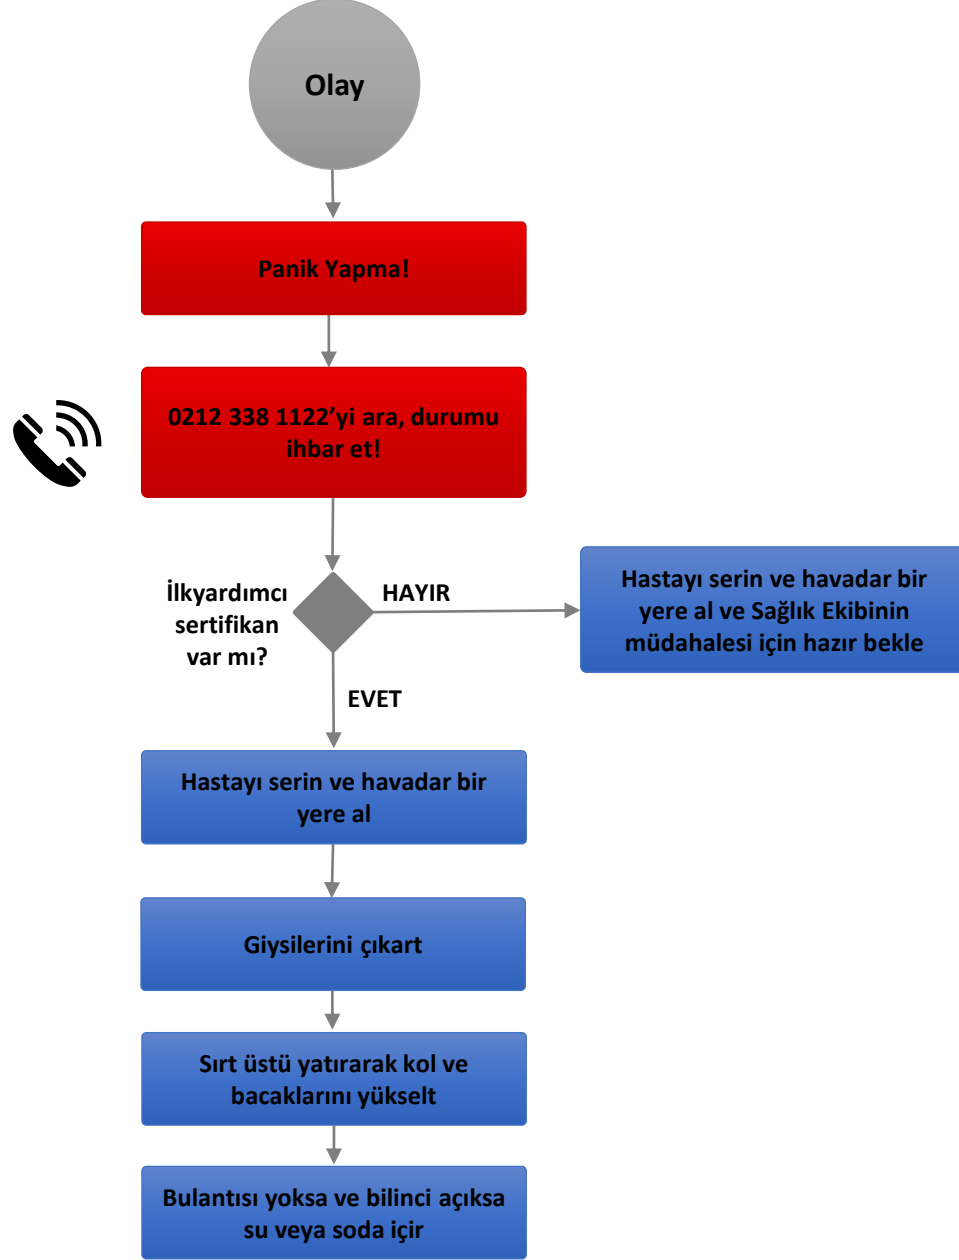 Olay
Panik Yapma!
0212 338 1122’yi ara, durumu
ihbar et!
İlkyardımcı
sertifikan
var mı?
HAYIR
Hastayı serin ve havadar bir
yere al ve Sağlık Ekibinin
müdahalesi için hazır bekle
EVET
Hastayı serin ve havadar bir
yere al
Giysilerini çıkart
Sırt üstü yatırarak kol ve
bacaklarını yükselt
Bulantısı yoksa ve bilinci açıksa
su veya soda içir